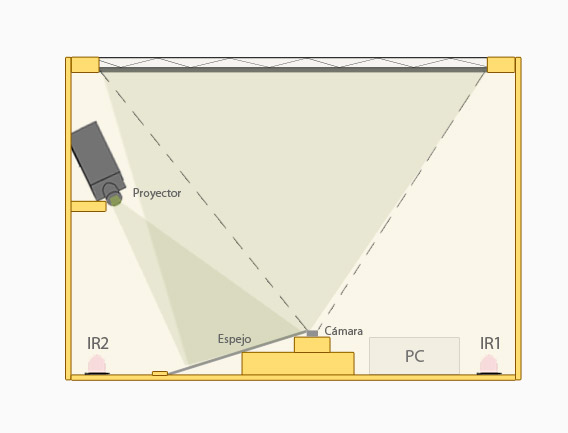 Proyector
Espejo
Cámara
IR2
PC
IR1